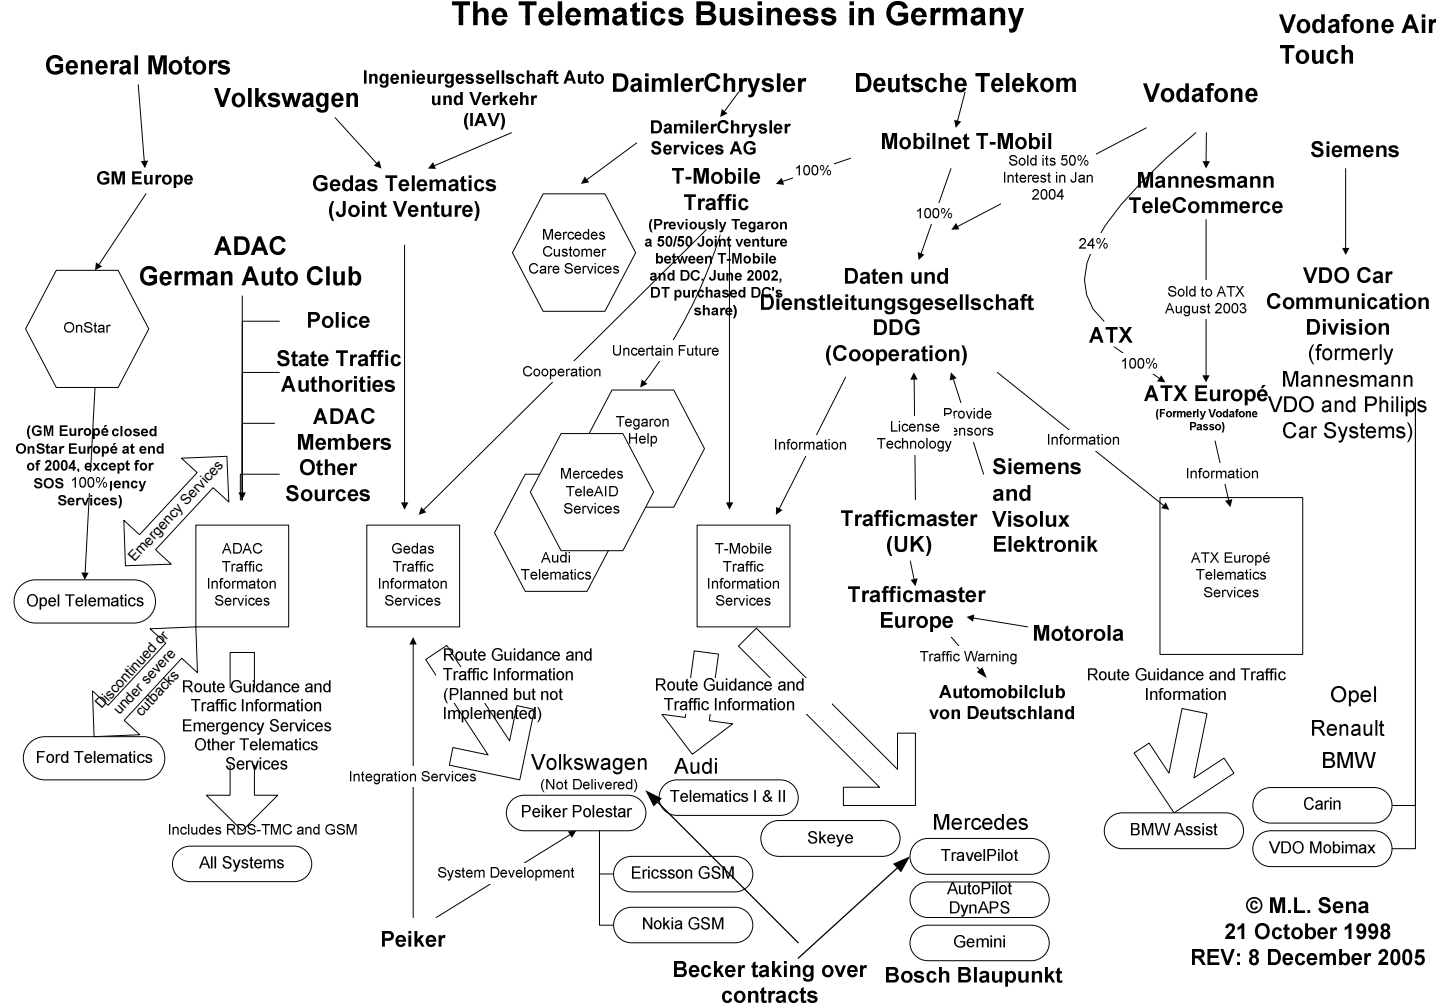 The Telematics Business in Germany
Vodafone Air
Touch
General Motors
Volkswagen
Ingenieurgessellschaft Auto
und Verkehr
(IAV)
DaimlerChrysler
Deutsche Telekom
Vodafone
DamilerChrysler
Services AG
Mobilnet T-Mobil
Siemens
GM Europe
Gedas Telematics
(Joint Venture)
T-Mobile
Traffic
(Previously Tegaron
a 50/50 Joint venture
between T-Mobile
and DC. June 2002,
DT purchased DC's
share)
100%
Sold its 50%
Interest in Jan
2004
Mannesmann
TeleCommerce
100%
24%
Mercedes
Customer
Care Services
ADAC
German Auto Club
Daten und
Dienstleitungsgesellschaft
DDG
(Cooperation)
Sold to ATX
August 2003
VDO Car
Communication
Division
(formerly
Mannesmann
VDO and Philips
Car Systems)
OnStar
Police
State Traffic
Authorities
ADAC
Members
Other
Sources
Uncertain Future
Cooperation
ATX
100%
ATX Europé
(Formerly Vodafone
Passo)
(GM Europé closed
OnStar Europé at end
of 2004, except for
SOS
100%
Services)
Emergency Services
Tegaron
Help
Mercedes
TeleAID
Services
Audi
Telematics
Information
License
Technology
Provide
Information
Information
Siemens
and
Visolux
Elektronik
Trafficmaster
(UK)
ADAC
Traffic
Informaton
Services
Gedas
Traffic
Informaton
Services
T-Mobile
Traffic
Information
Services
ATX Europé
Telematics
Services
Opel Telematics
Trafficmaster
Europe
Motorola
Traffic Warning
Automobilclub
von Deutschland
Discontinued or
under severe
cutbacks
Ford Telematics
Route Guidance and
Traffic Information
Emergency Services
Other Telematics
Services
Includes RDS-TMC and GSM
All Systems
Route Guidance and
Traffic Information
(Planned but not
Implemented)
Route Guidance and
Traffic Information
Route Guidance and Traffic
Information
Opel
Renault
BMW
Integration Services
Volkswagen
(Not Delivered)
Peiker Polestar
Audi
Telematics I & II
Skeye
Mercedes
TravelPilot
AutoPilot
DynAPS
Gemini
Bosch Blaupunkt
BMW Assist
Carin
VDO Mobimax
System Development
Ericsson GSM
Nokia GSM
Peiker
Becker taking over
contracts
© M.L. Sena
21 October 1998
REV: 8 December 2005